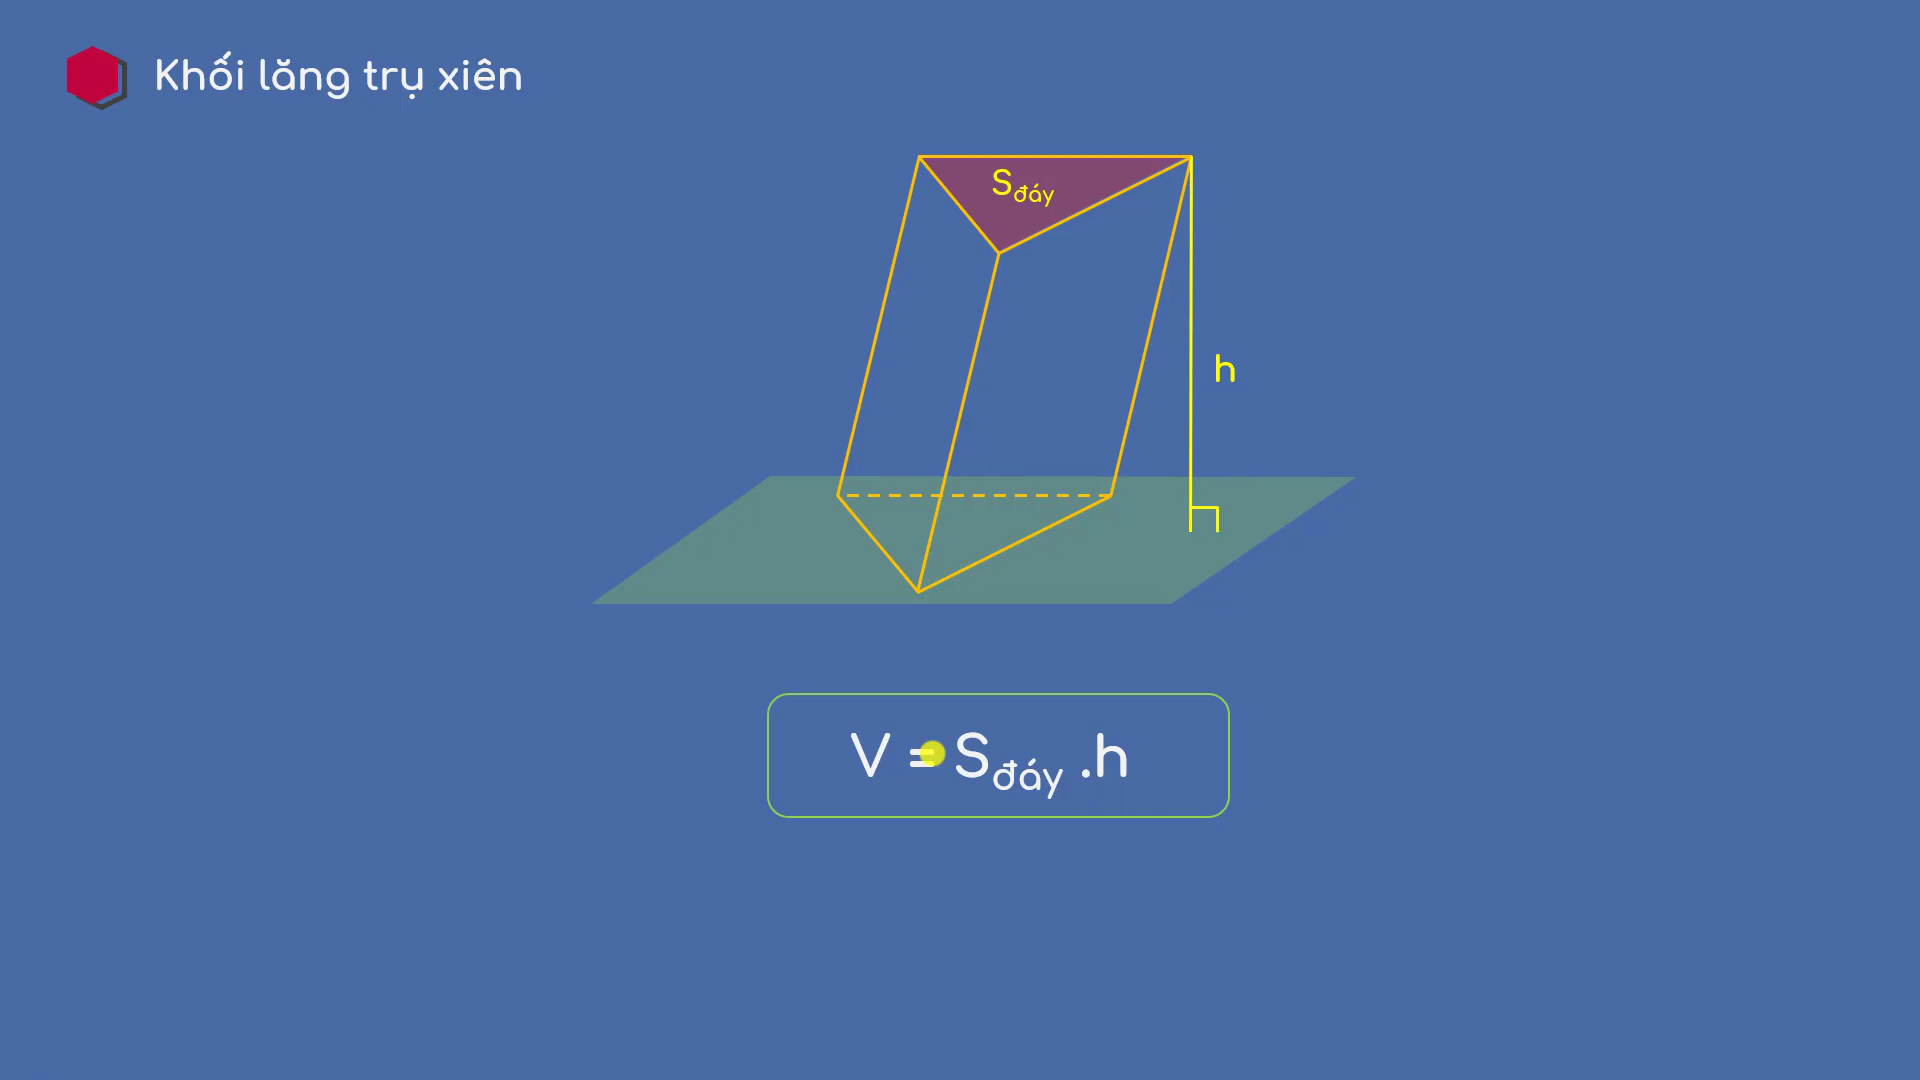 Khối lăng trụ xiên
Sđáy
h
V = Sđáy .h